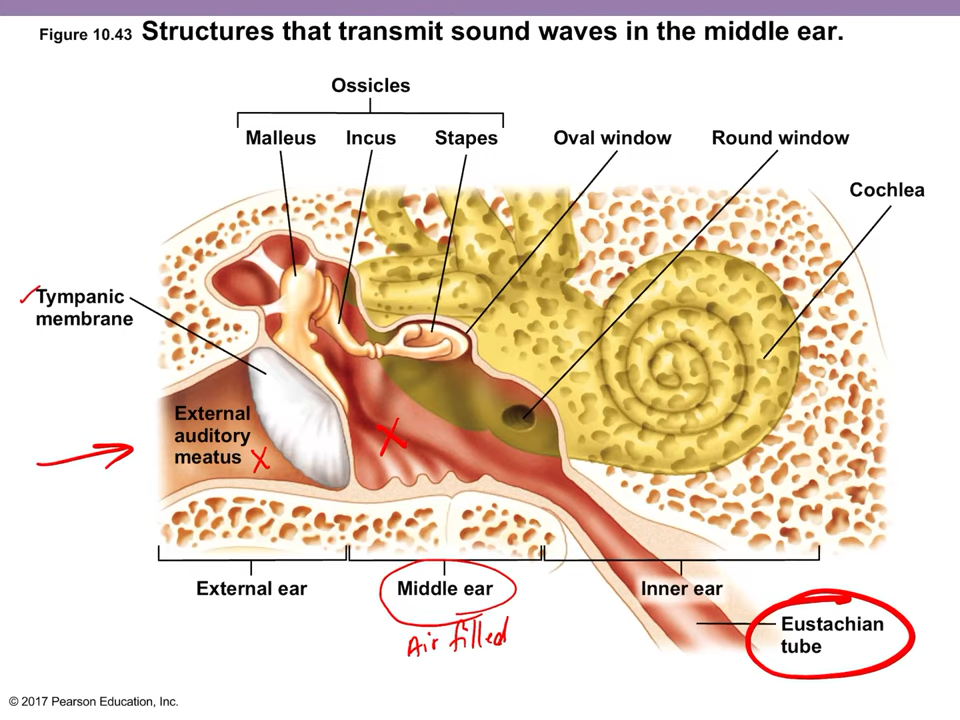 Figure 10.43 Structures that transmit sound waves in the middle ear.
Ossicles
Malleus Incus Stapes Oval window Round window
Cochlea
Tympanic
membrane
External
auditory
meatus X
X
External ear Middle ear Inner ear
Air filled
Eustachian
tube
© 2017 Pearson Education, Inc.